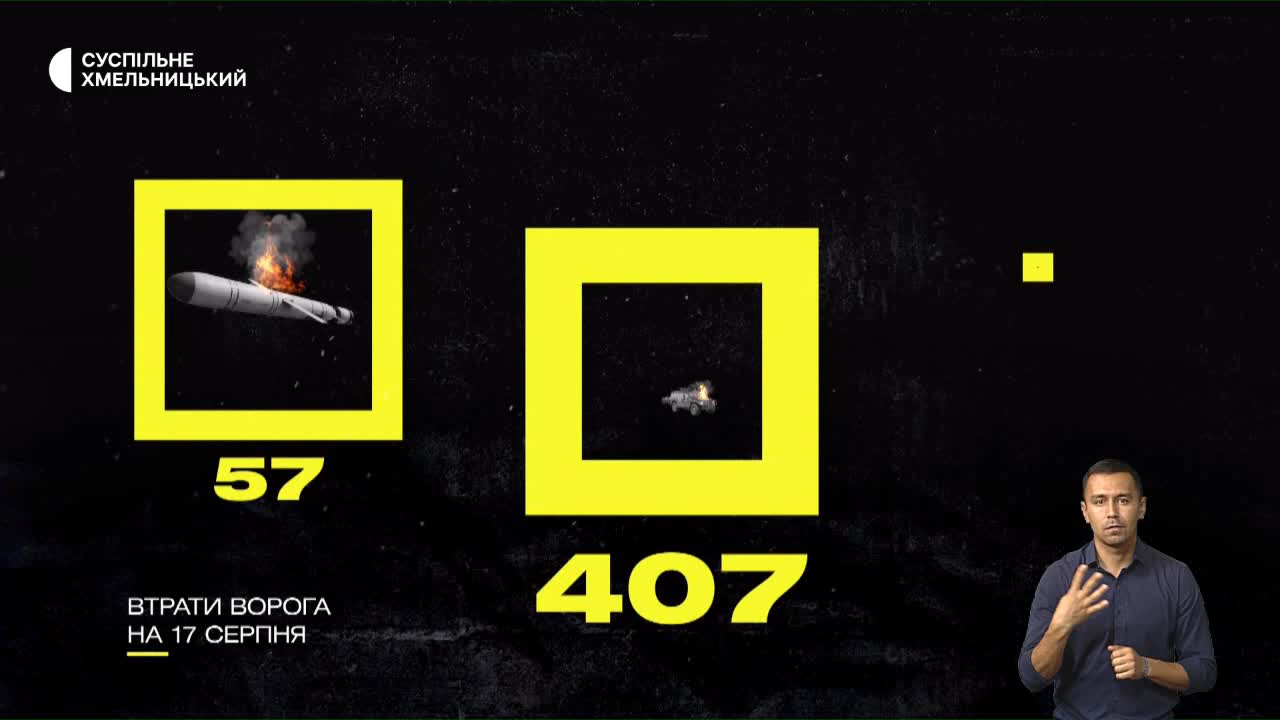 СУСПІЛЬНЕ
ХМЕЛЬНИЦЬКИЙ
57
407
ВТРАТИ ВОРОГА
НА 17 СЕРПНЯ